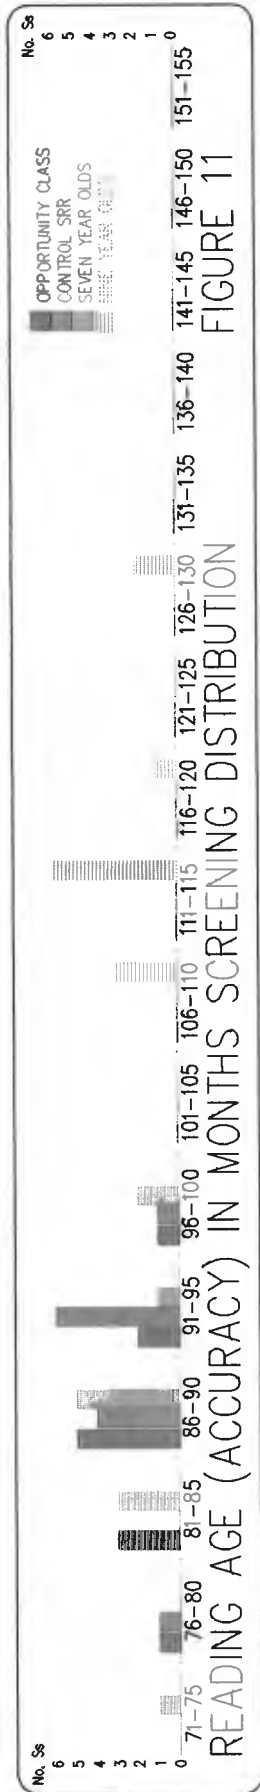 No. Ss
6
5
4
3
2
1
0
No. Ss
6
5
4
3
2
1
0
OPPORTUNITY CLASS
CONTROL SRR
SEVEN YEAR OLDS
NINE YEAR OLDS
71-75 76-80 81-85 86-90 91-95 96-100 101-105 106-110 111-115 116-120 121-125 126-130 131-135 136-140 141-145 146-150 151-155
READING AGE (ACCURACY) IN MONTHS SCREENING DISTRIBUTION FIGURE 11